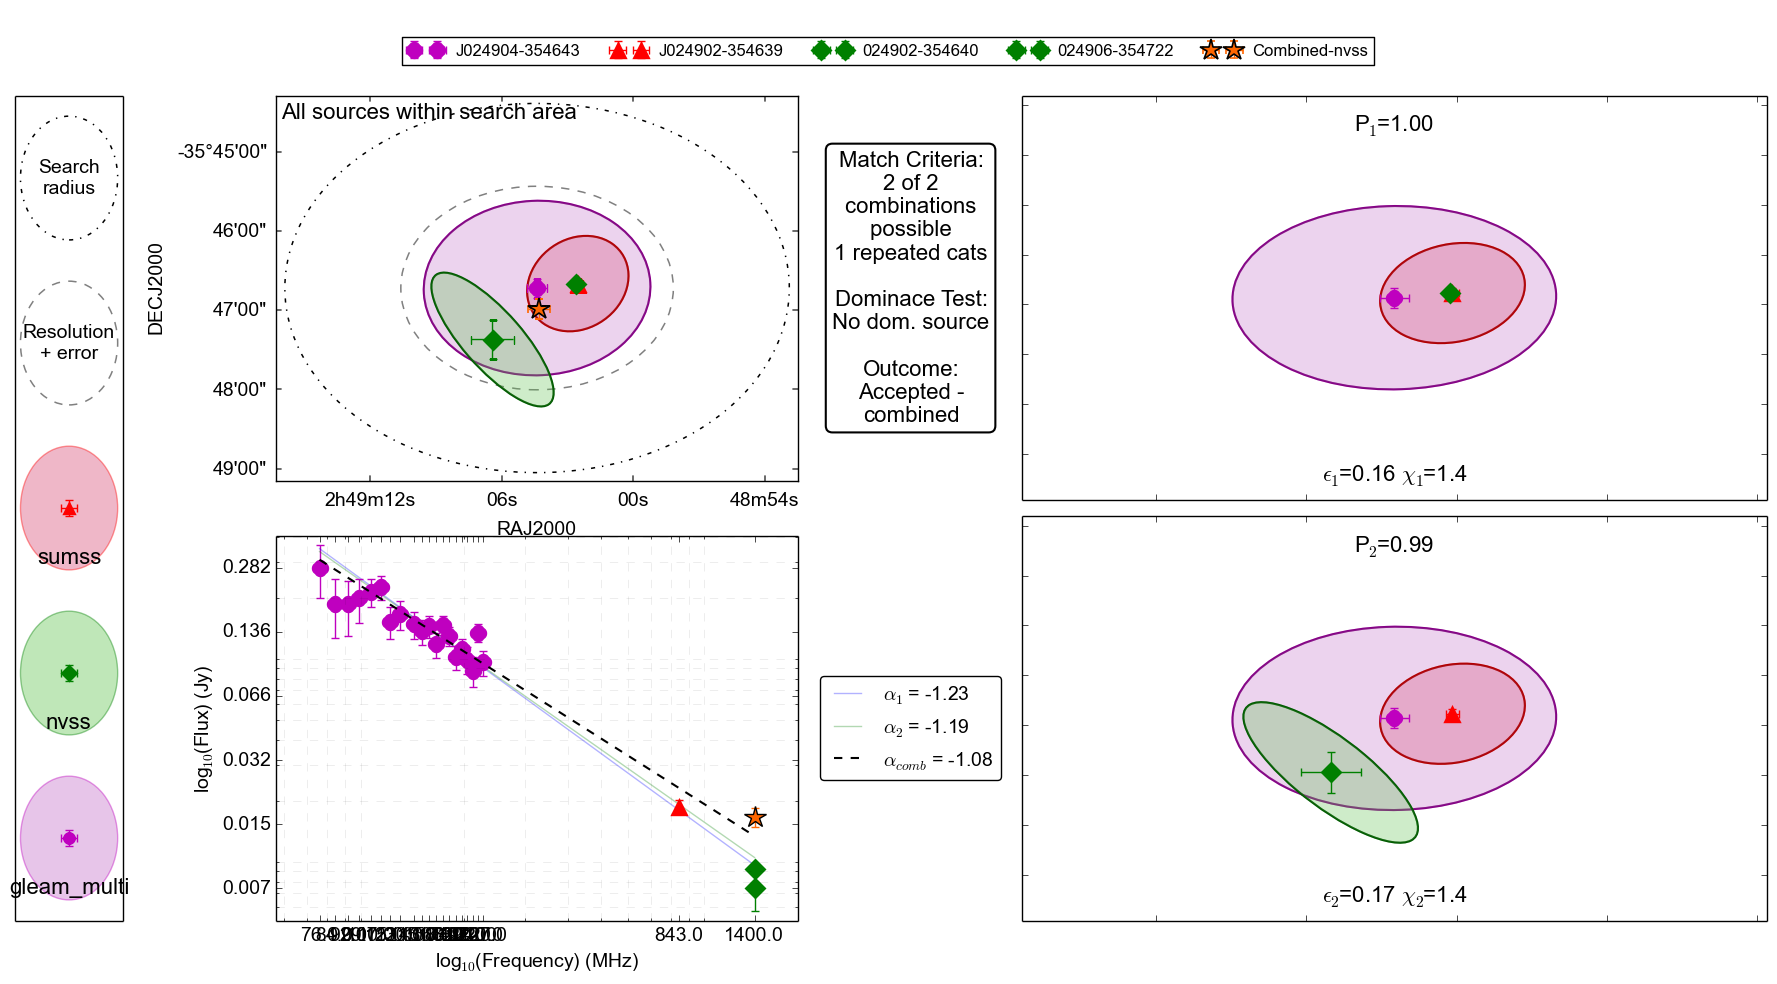 J024904-354643 J024902-354639 024902-354640 024906-354722 Combined-nvss
Search
radius
Resolution
+ error
sumss
nvss
gleam_multi
All sources within search area
-35°45'00"
46'00"
47'00"
48'00"
49'00"
DECJ2000
2h49m12s 06s 00s 48m54s
RAJ2000
Match Criteria:
2 of 2
combinations
possible
1 repeated cats
Dominace Test:
No dom. source
Outcome:
Accepted -
combined
P1=1.00
ϵ1=0.16 χ1=1.4
P2=0.99
ϵ2=0.17 χ2=1.4
0.282
0.136
0.066
0.032
0.015
0.007
log10(Flux) (Jy)
843.0 1400.0
log10(Frequency) (MHz)
α1 = -1.23
α2 = -1.19
αcomb = -1.08